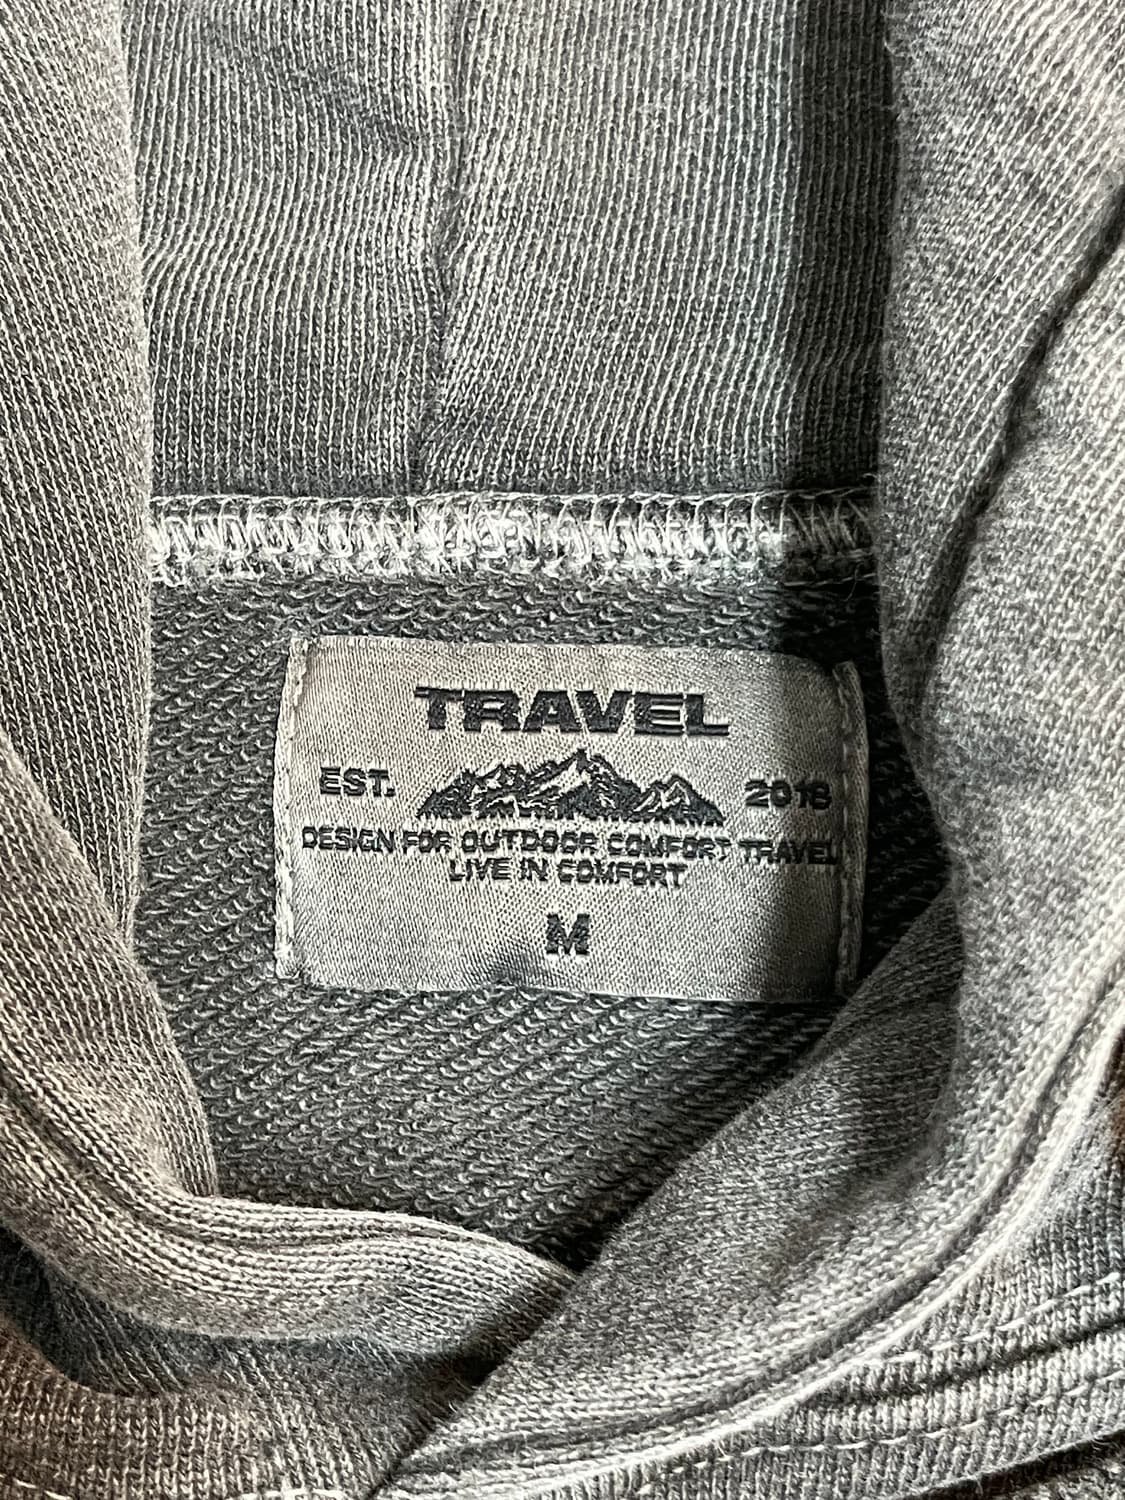 TRAVEL
EST. 2018
DESIGN FOR OUTDOOR COMFORT TRAVEL
LIVE IN COMFORT
M